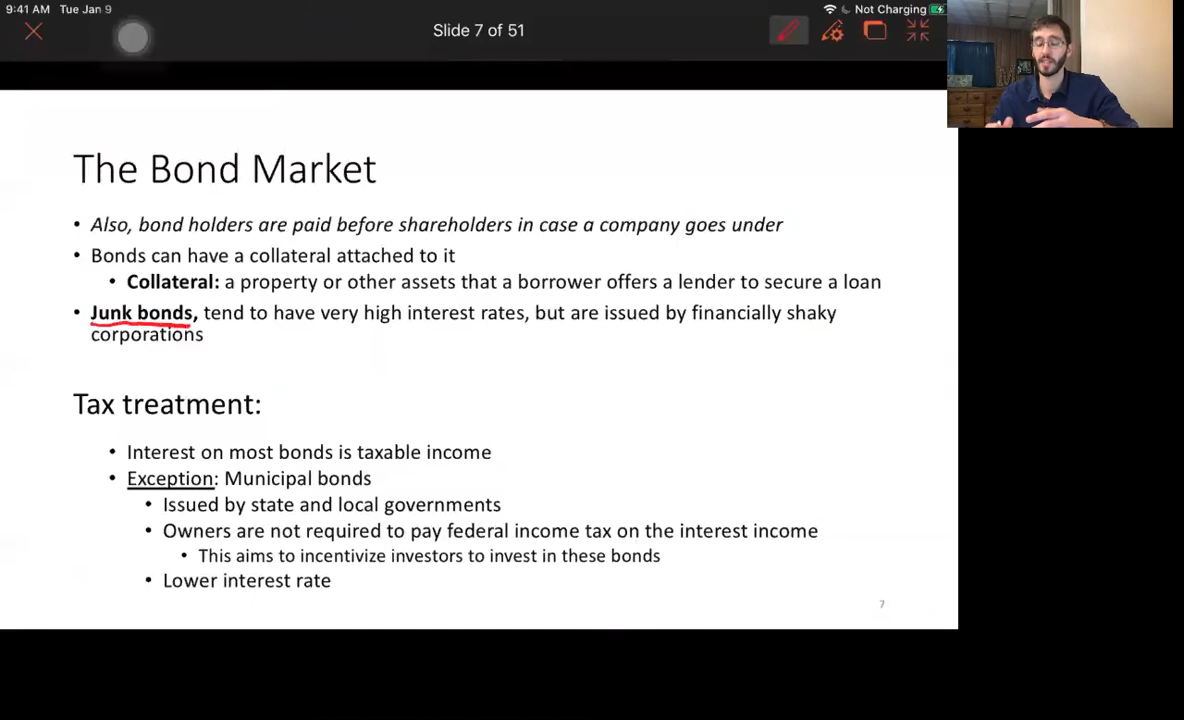 9:41 AM Tue Jan 9
Not Charging
Slide 7 of 51
The Bond Market
• Also, bond holders are paid before shareholders in case a company goes under
• Bonds can have a collateral attached to it
• Collateral: a property or other assets that a borrower offers a lender to secure a loan
• Junk bonds, tend to have very high interest rates, but are issued by financially shaky
corporations
Tax treatment:
• Interest on most bonds is taxable income
• Exception: Municipal bonds
• Issued by state and local governments
• Owners are not required to pay federal income tax on the interest income
• This aims to incentivize investors to invest in these bonds
• Lower interest rate
7